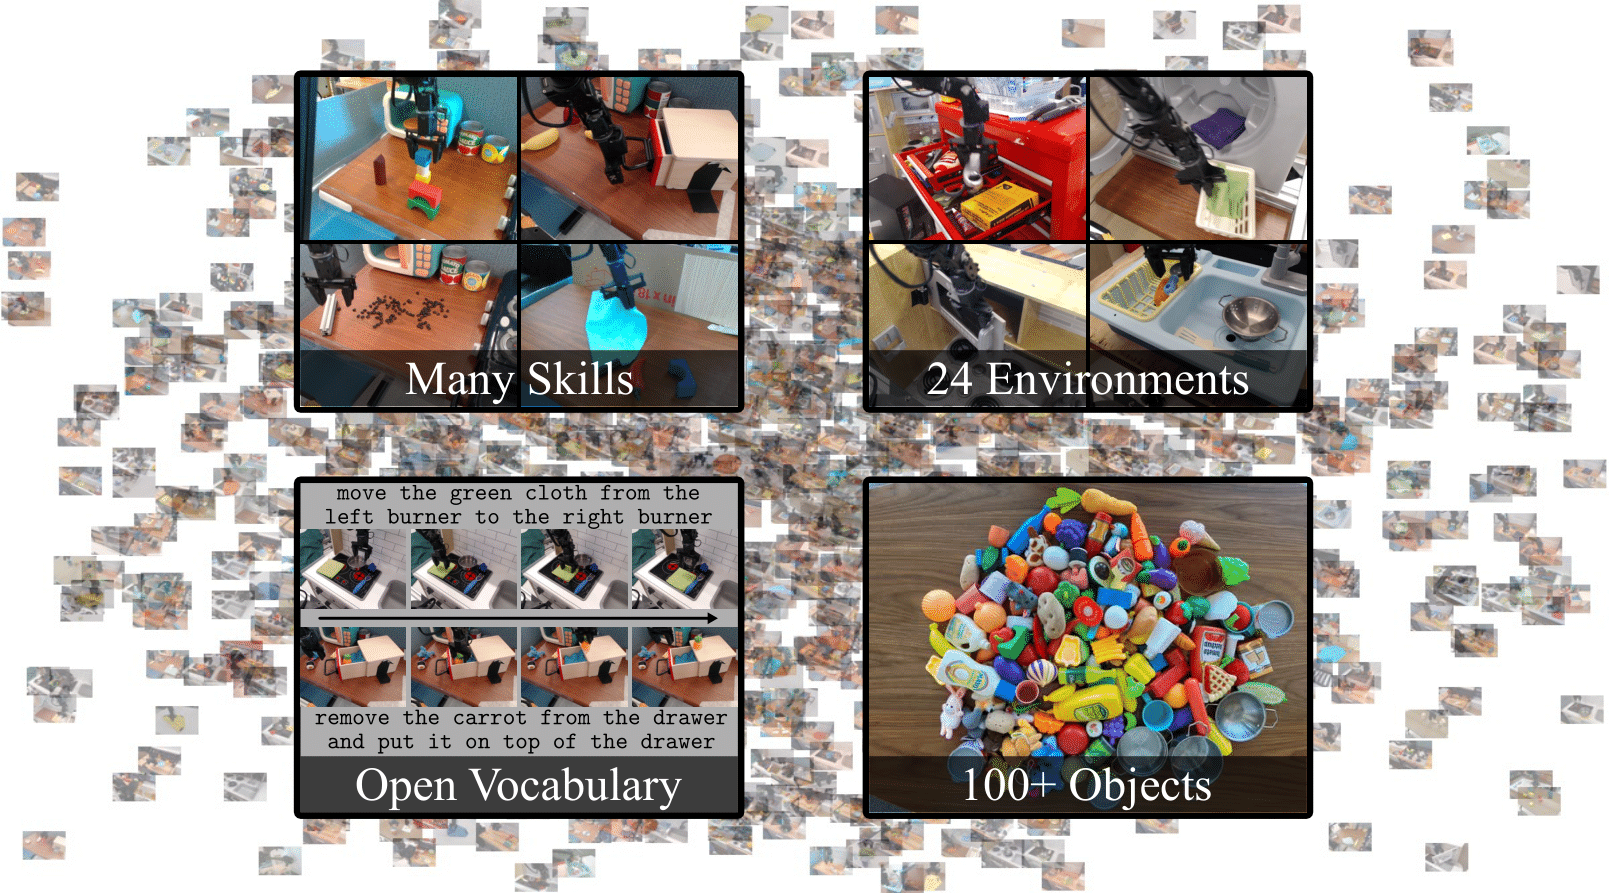 Many Skills
24 Environments
move the green cloth from the
left burner to the right burner
remove the carrot from the drawer
and put it on top of the drawer
Open Vocabulary
100+ Objects